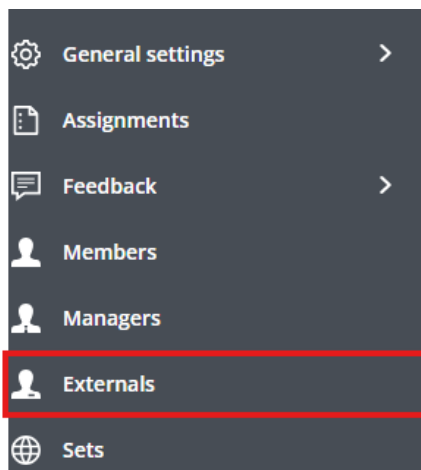 General settings
Assignments
Feedback
Members
Managers
Externals
Sets